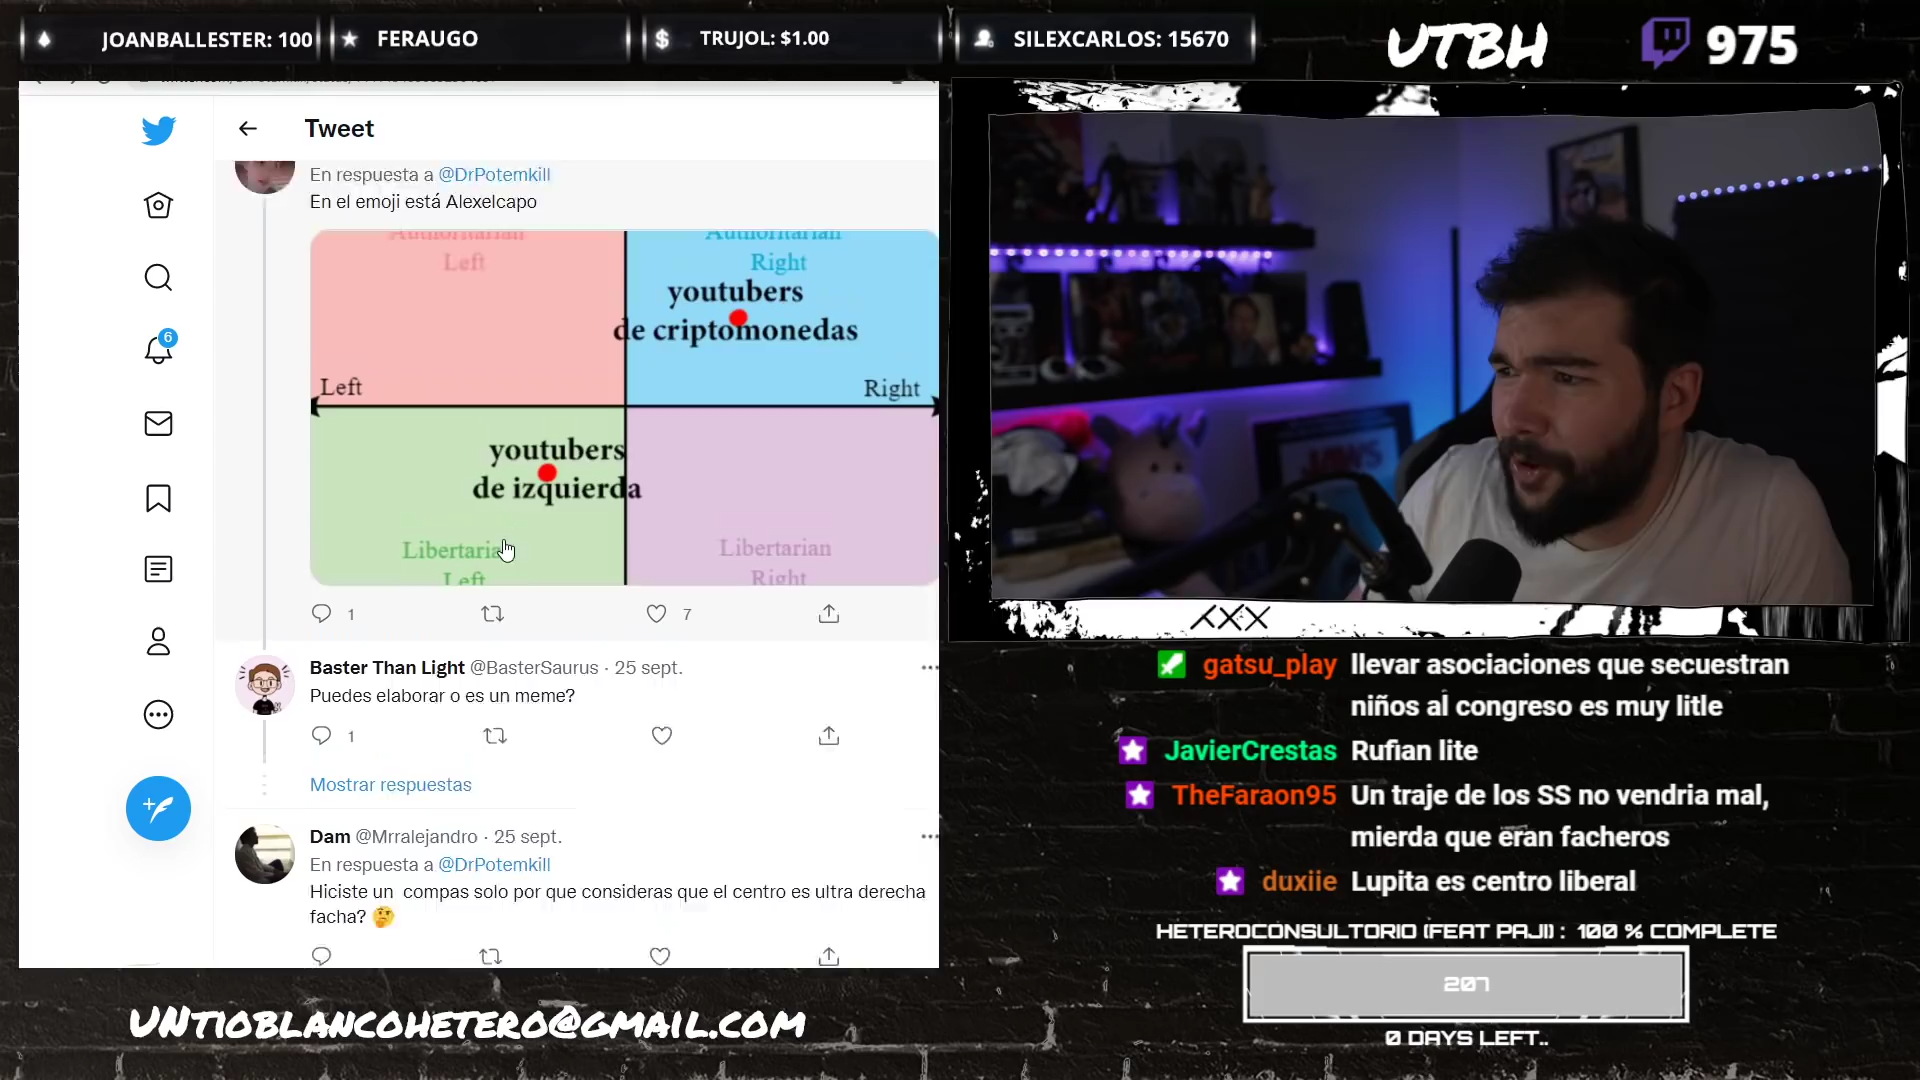 JOANBALLESTER: 100
FERAUGO
$ TRUJOL: $1.00
SILEXCARLOS: 15670
UTBH
975
Tweet
En respuesta a @DrPotemkill
En el emoji está Alexelcapo
Authoritarian
Left
Authoritarian
Right
youtubers
de criptomonedas
Left
Right
youtubers
de izquierda
Libertarian
Left
Libertarian
Right
1
7
6
Baster Than Light @BasterSaurus · 25 sept.
Puedes elaborar o es un meme?
1
Mostrar respuestas
Dam @Mrralejandro · 25 sept.
En respuesta a @DrPotemkill
Hiciste un compas solo por que consideras que el centro es ultra derecha
facha? 🤔
JAWS
XXX
gatsu_play llevar asociaciones que secuestran
niños al congreso es muy litle
JavierCrestas Rufian lite
TheFaraon95 Un traje de los SS no vendria mal,
mierda que eran facheros
duxiie Lupita es centro liberal
HETEROCONSULTORIO (FEAT PAJI) : 100 % COMPLETE
207
0 DAYS LEFT..
UNTIOBLANCOHETERO@GMAIL.COM